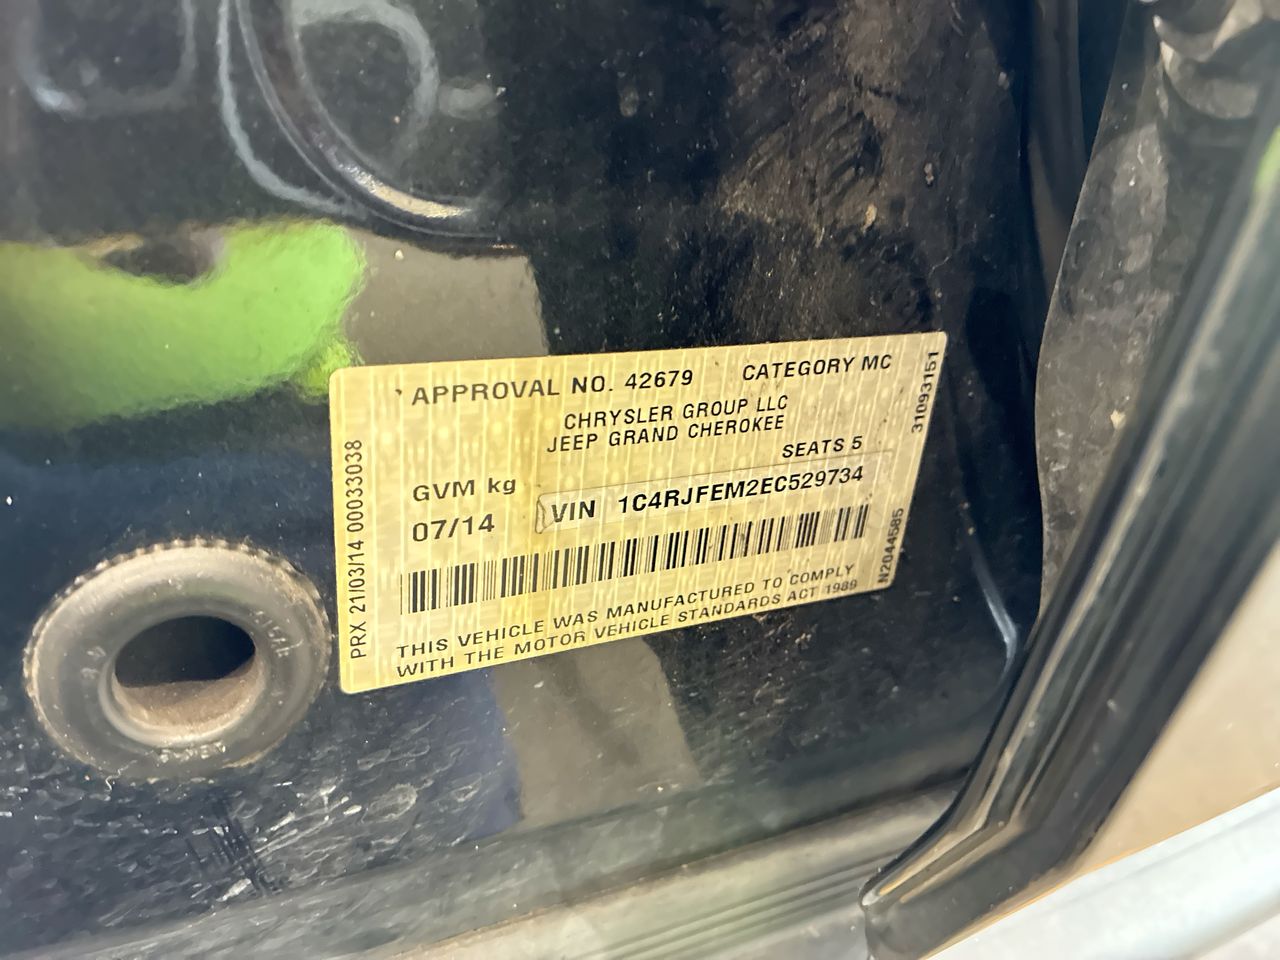 APPROVAL NO. 42679 CATEGORY MC
CHRYSLER GROUP LLC
JEEP GRAND CHEROKEE
SEATS 5
GVM kg
07/14
VIN 1C4RJFEM2EC529734
THIS VEHICLE WAS MANUFACTURED TO COMPLY
WITH THE MOTOR VEHICLE STANDARDS ACT 1989
PRX 21/03/14 00033038
31093151
N2044585